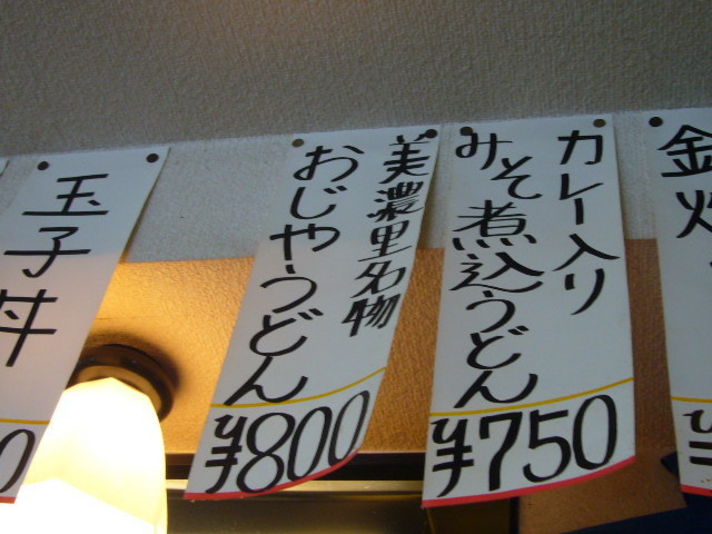 玉子丼
0
美濃里名物
おじやうどん
¥800
カレー入り
みそ煮込うどん
¥750
¥